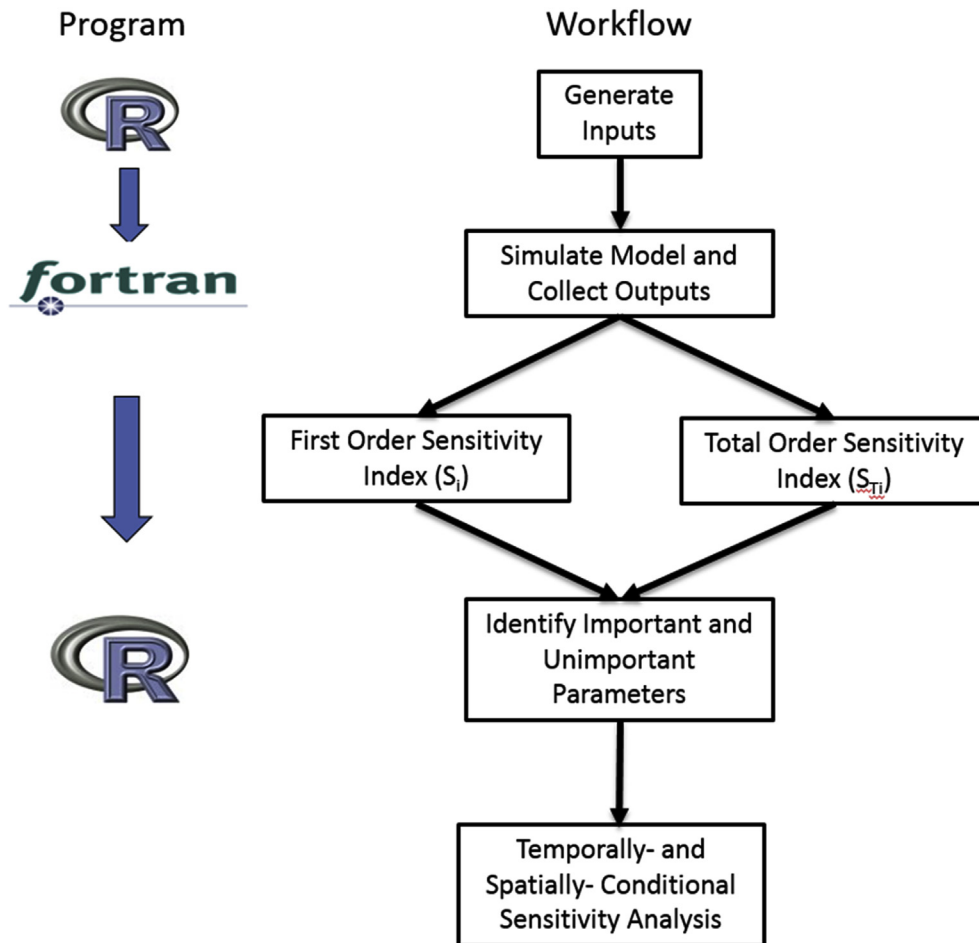 Program
Workflow
R
Generate
Inputs
fortran
Simulate Model and
Collect Outputs
First Order Sensitivity
Index (Si)
Total Order Sensitivity
Index (STi)
R
Identify Important and
Unimportant
Parameters
Temporally- and
Spatially- Conditional
Sensitivity Analysis